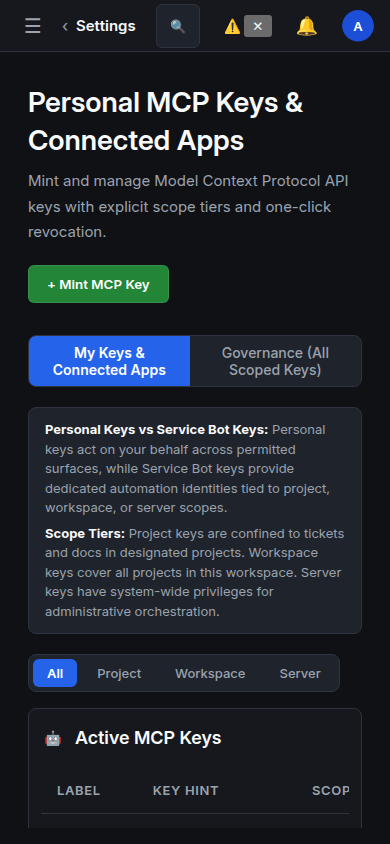 Settings
A
Personal MCP Keys &
Connected Apps
Mint and manage Model Context Protocol API
keys with explicit scope tiers and one-click
revocation.
+ Mint MCP Key
My Keys &
Connected Apps
Governance (All
Scoped Keys)
Personal Keys vs Service Bot Keys: Personal
keys act on your behalf across permitted
surfaces, while Service Bot keys provide
dedicated automation identities tied to project,
workspace, or server scopes.
Scope Tiers: Project keys are confined to tickets
and docs in designated projects. Workspace
keys cover all projects in this workspace. Server
keys have system-wide privileges for
administrative orchestration.
All Project Workspace Server
Active MCP Keys
LABEL KEY HINT SCOP